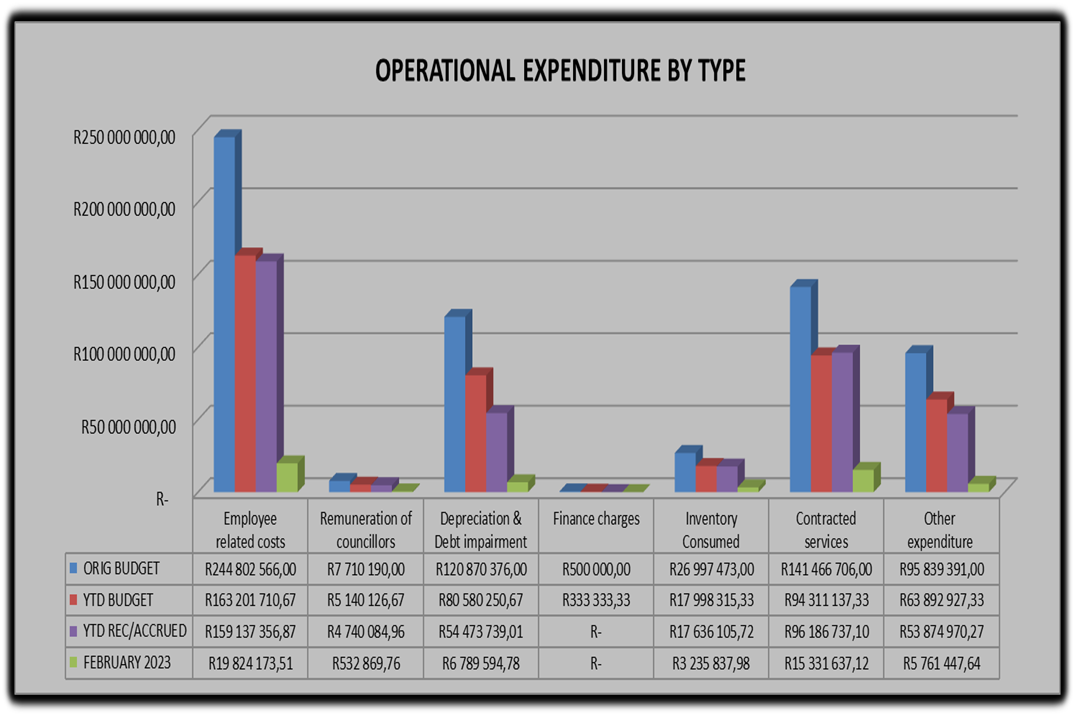 OPERATIONAL EXPENDITURE BY TYPE
R250 000 000,00
R200 000 000,00
R150 000 000,00
R100 000 000,00
R50 000 000,00
R-
Employee related costs Remuneration of councillors Depreciation & Debt impairment Finance charges Inventory Consumed Contracted services Other expenditure
ORIG BUDGET R244 802 566,00 R7 710 190,00 R120 870 376,00 R500 000,00 R26 997 473,00 R141 466 706,00 R95 839 391,00
YTD BUDGET R163 201 710,67 R5 140 126,67 R80 580 250,67 R333 333,33 R17 998 315,33 R94 311 137,33 R63 892 927,33
YTD REC/ACCRUED R159 137 356,87 R4 740 084,96 R54 473 739,01 R- R17 636 105,72 R96 186 737,10 R53 874 970,27
FEBRUARY 2023 R19 824 173,51 R532 869,76 R6 789 594,78 R- R3 235 837,98 R15 331 637,12 R5 761 447,64